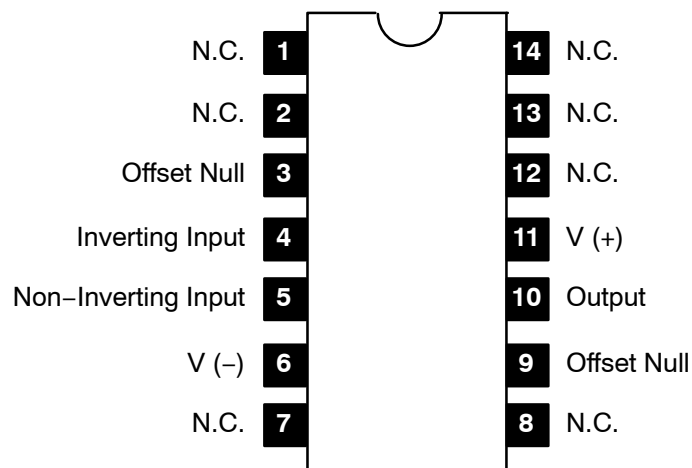 N.C. 1 14 N.C.
N.C. 2 13 N.C.
Offset Null 3 12 N.C.
Inverting Input 4 11 V (+)
Non−Inverting Input 5 10 Output
V (−) 6 9 Offset Null
N.C. 7 8 N.C.